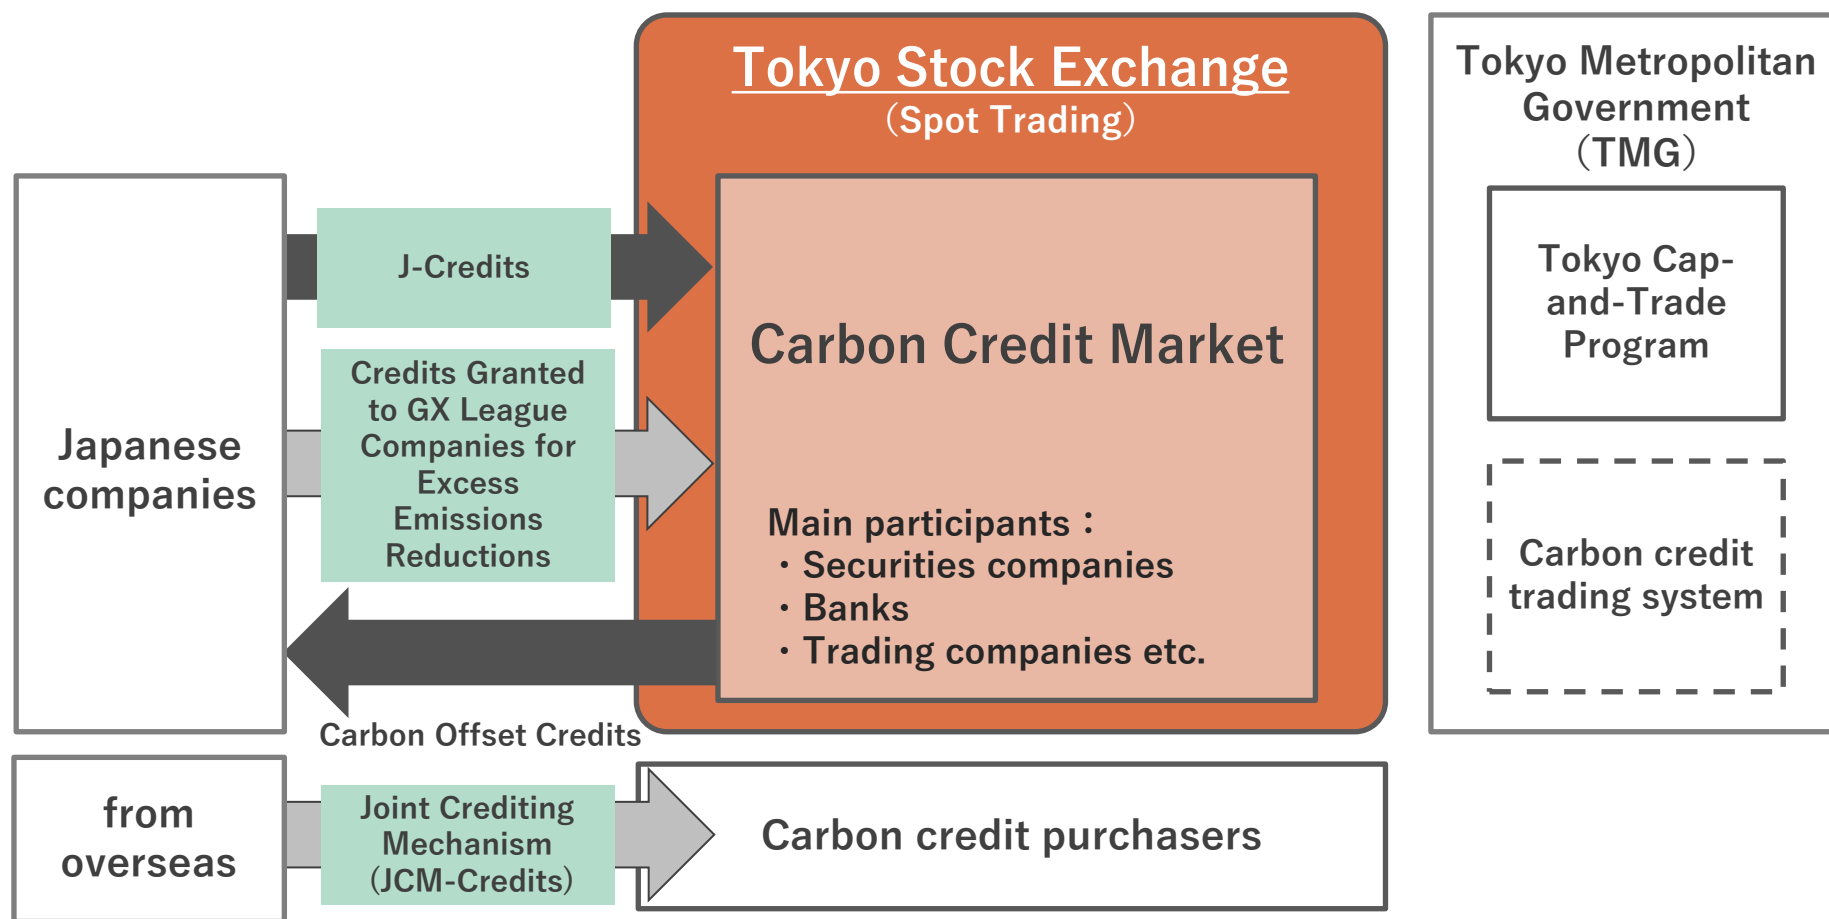 Tokyo Stock Exchange
（Spot Trading）
Tokyo Metropolitan
Government
（TMG）
Japanese
companies
J-Credits
Credits Granted
to GX League
Companies for
Excess
Emissions
Reductions
Carbon Credit Market
Main participants：
・Securities companies
・Banks
・Trading companies etc.
Carbon Offset Credits
Tokyo Cap-
and-Trade
Program
Carbon credit
trading system
from
overseas
Joint Crediting
Mechanism
（JCM-Credits）
Carbon credit purchasers